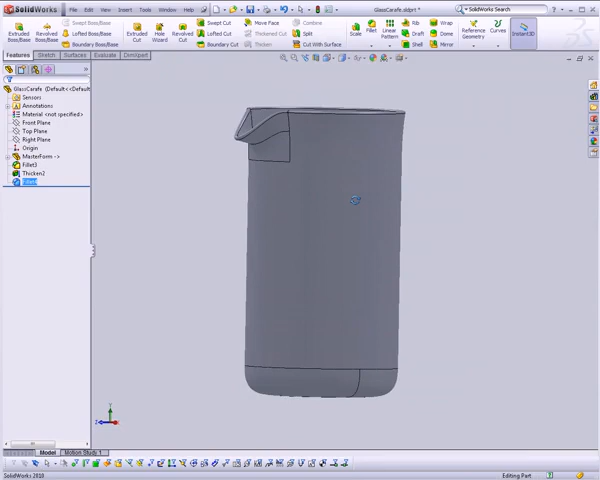 SolidWorks File Edit View Insert Tools Window Help GlassCarafe.sldprt * SolidWorks Search
Extruded Boss/Base Revolved Boss/Base Swept Boss/Base Lofted Boss/Base Boundary Boss/Base Extruded Cut Hole Wizard Revolved Cut Swept Cut Lofted Cut Boundary Cut Move Face Thickened Cut Thicken Combine Split Cut With Surface Scale Fillet Linear Pattern Rib Draft Shell Wrap Dome Mirror Reference Geometry Curves Instant3D
Features Sketch Surfaces Evaluate DimXpert
GlassCarafe (Default<<Default
Sensors
Annotations
Material <not specified>
Front Plane
Top Plane
Right Plane
Origin
MasterForm ->
Fillet3
Thicken2
Y
Z
Model Motion Study 1
SolidWorks 2010 Editing Part